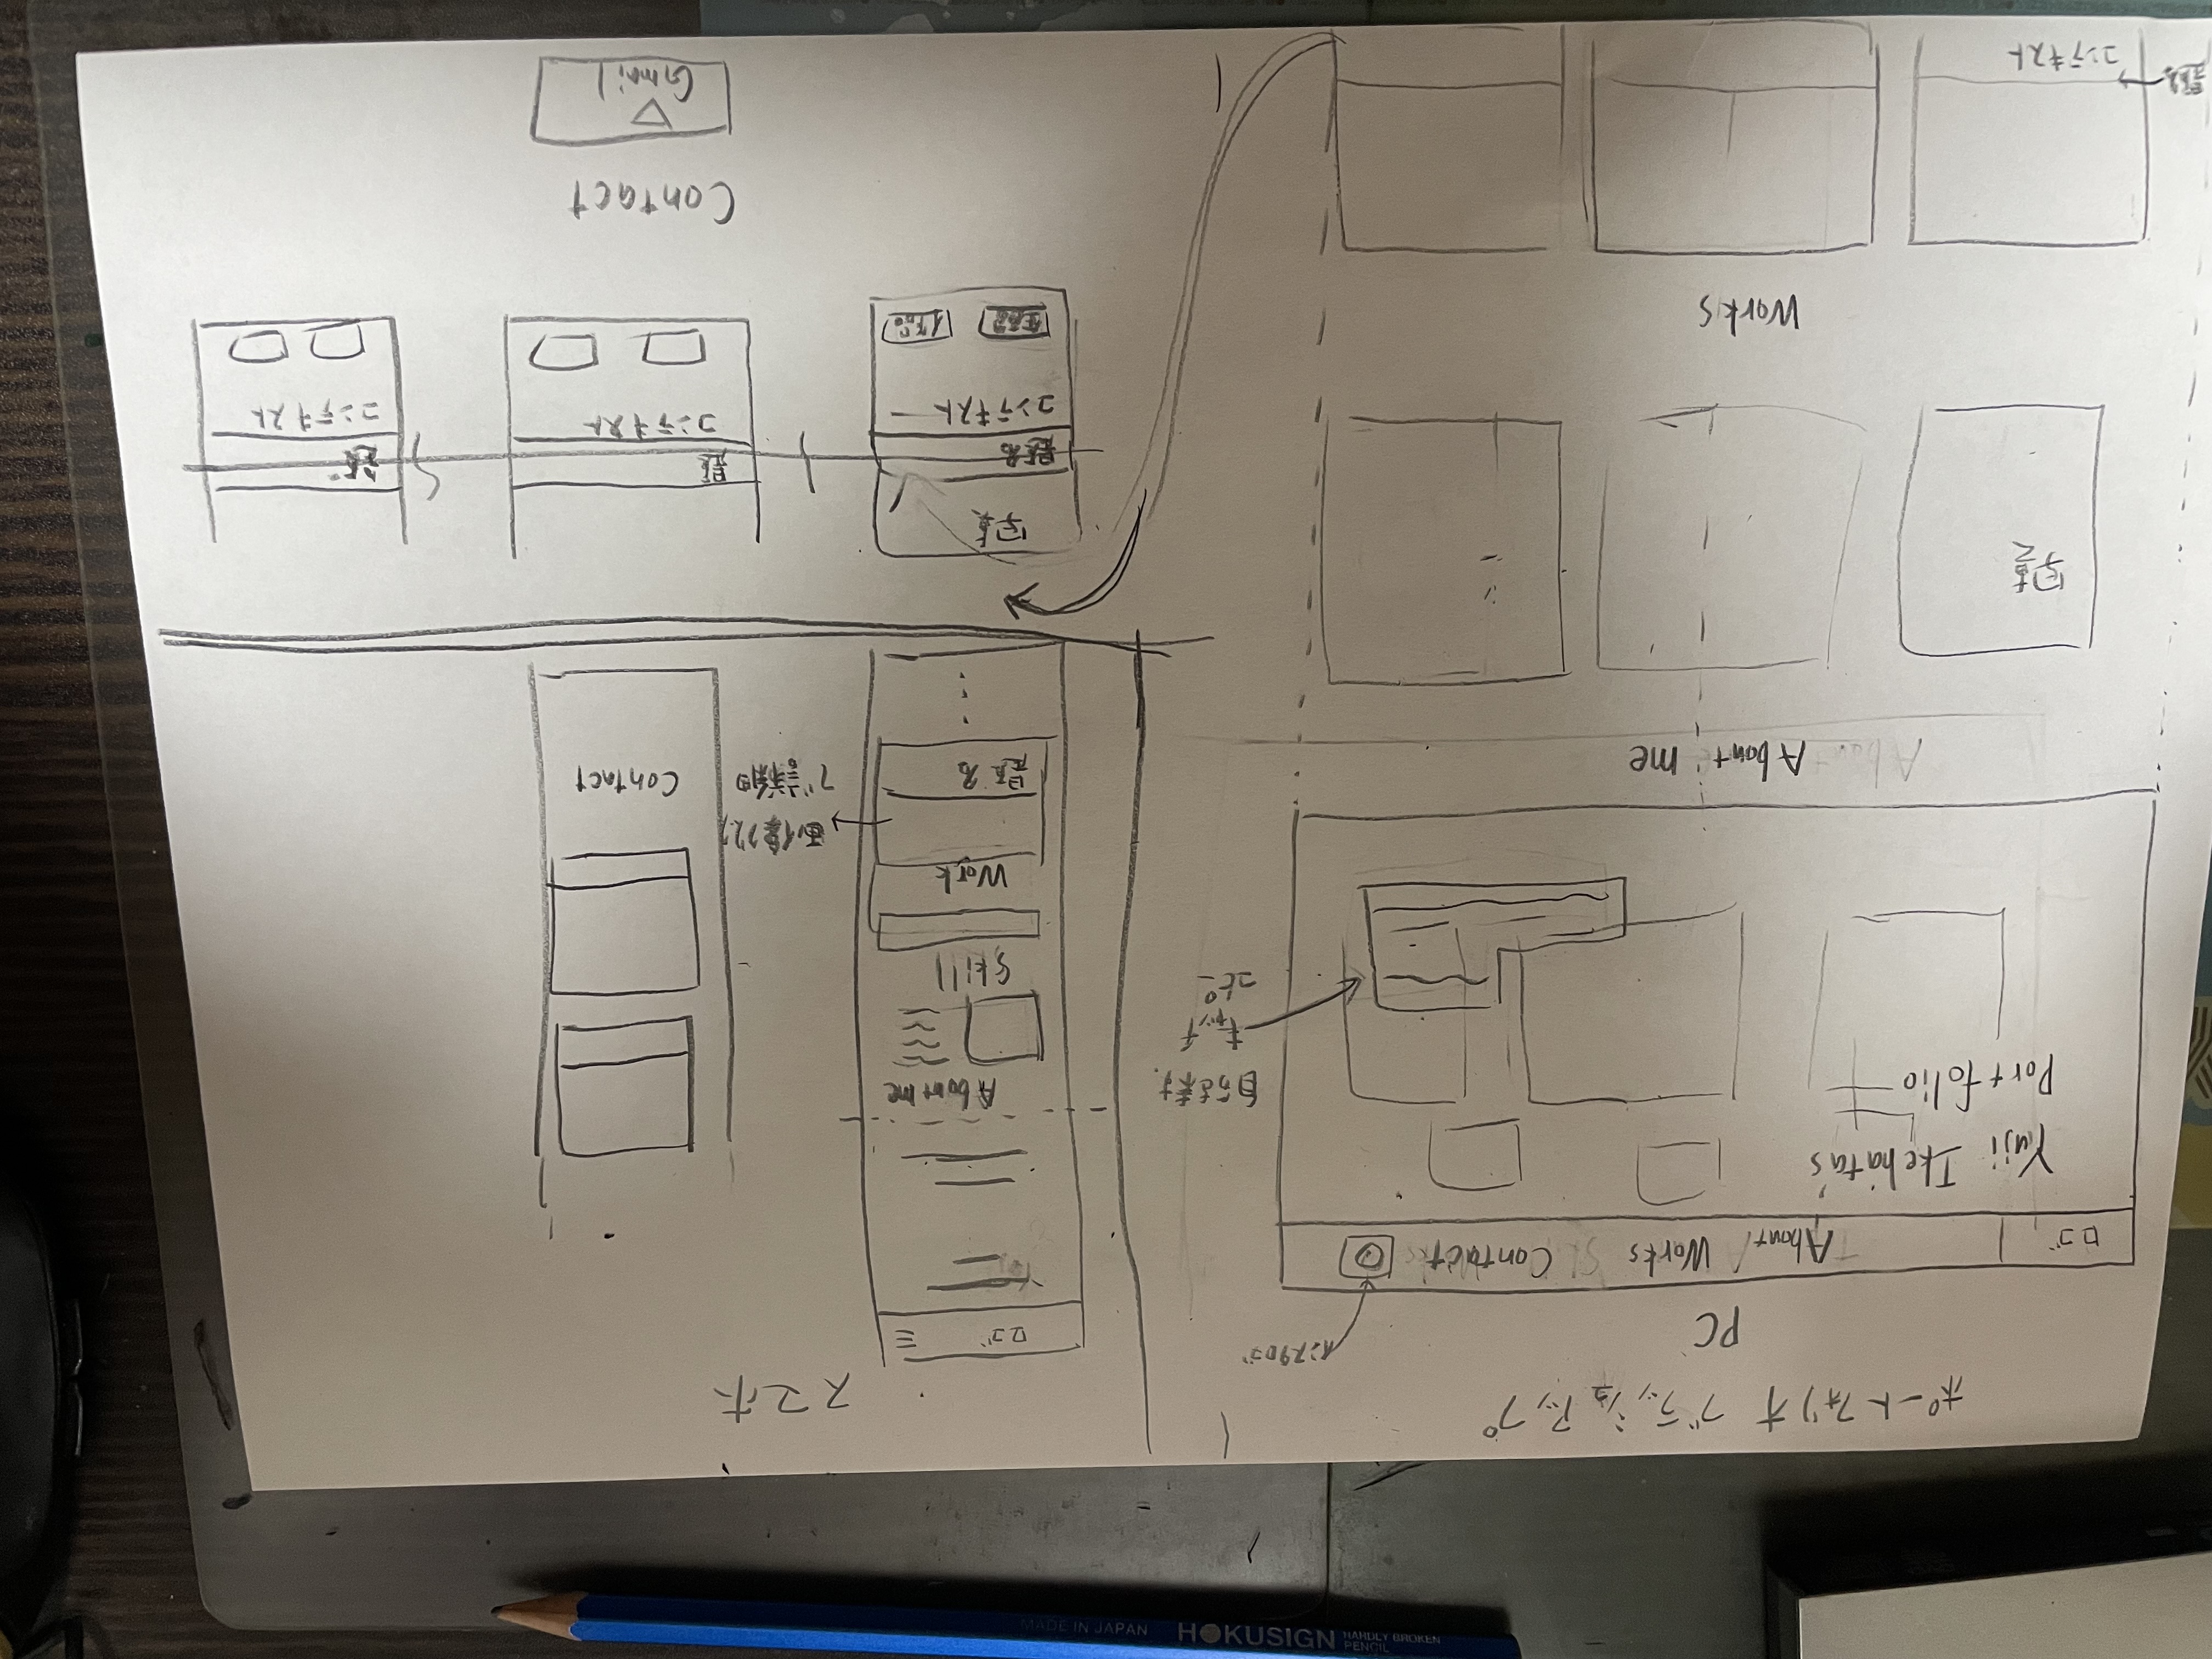 HOKUSIGN
HANDLY BROKEN
PENCIL
MADE IN JAPAN
ポートフォリオ ブラッシュアップ
PC
インスタロゴ
ロゴ
About
Works
Contact
Yuji Ikehata's
Portfolio
自分を表す
キャッチ
コピー
About me
写真
Works
題名
コンテキスト
スマホ
ロゴ
About me
Skill
Work
題名
画像クリック
で詳細
Contact
写真
題名
コンテキスト
作品
題
コンテキスト
コンテキスト
Contact
Gmail